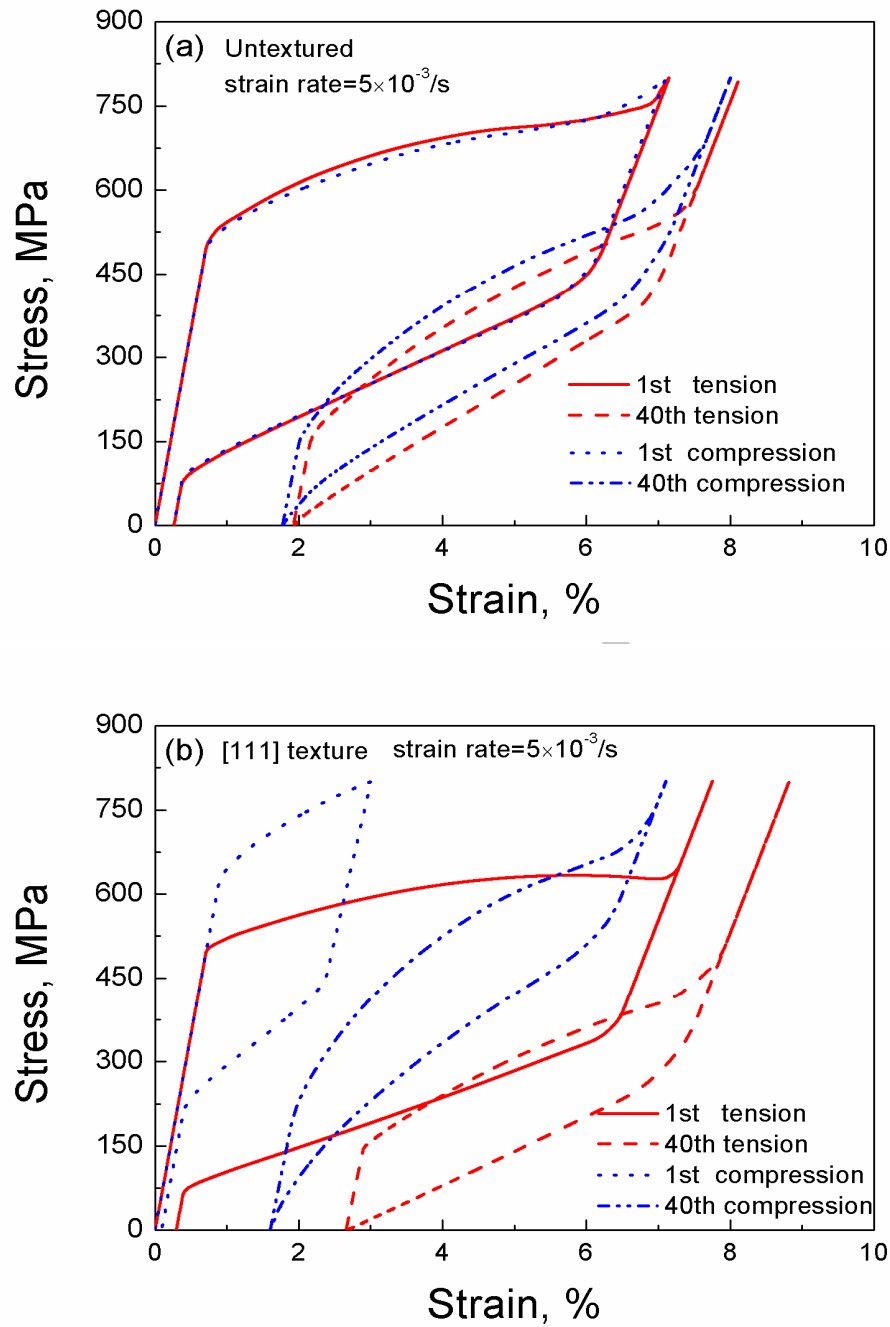 900
(a) Untextured
strain rate=5×10⁻³/s
750
600
450
300
150
0
Stress, MPa
1st tension
40th tension
1st compression
40th compression
0 2 4 6 8 10
Strain, %
900
(b) [111] texture strain rate=5×10⁻³/s
750
600
450
300
150
0
Stress, MPa
1st tension
40th tension
1st compression
40th compression
0 2 4 6 8 10
Strain, %